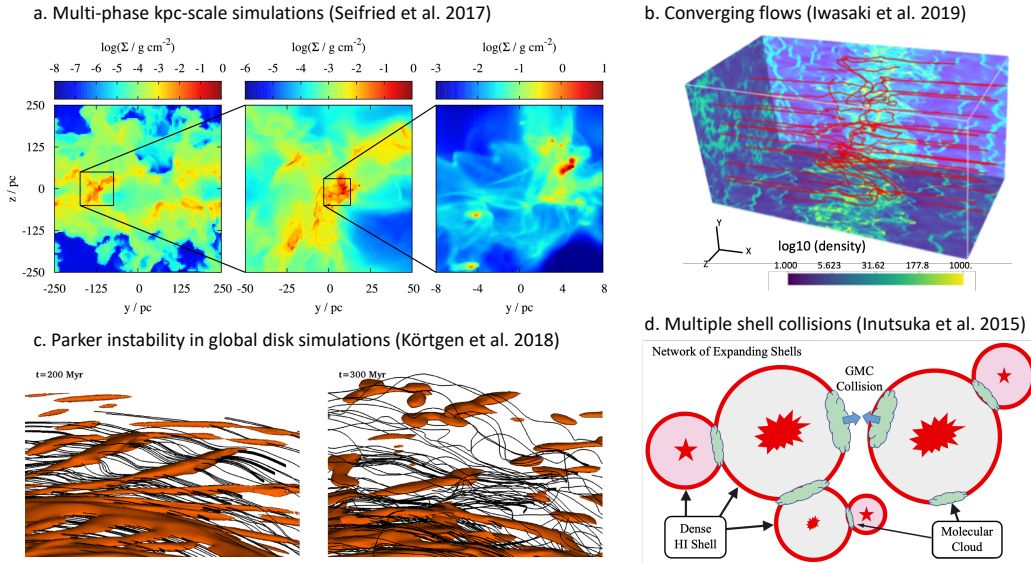 a. Multi-phase kpc-scale simulations (Seifried et al. 2017)
log(Σ / g cm⁻²) log(Σ / g cm⁻²) log(Σ / g cm⁻²)
-8 -7 -6 -5 -4 -3 -2 -1 0 -6 -5 -4 -3 -2 -1 0 -3 -2 -1 0 1
250
125
0
-125
-250
z / pc
-250 -125 0 125 250 -50 -25 0 25 50 -8 -4 0 4 8
y / pc y / pc y / pc
b. Converging flows (Iwasaki et al. 2019)
Y
X
Z
log10 (density)
1.000 5.623 31.62 177.8 1000.
c. Parker instability in global disk simulations (Körtgen et al. 2018)
t=200 Myr t=300 Myr
d. Multiple shell collisions (Inutsuka et al. 2015)
Network of Expanding Shells
GMC
Collision
Dense
HI Shell
Molecular
Cloud